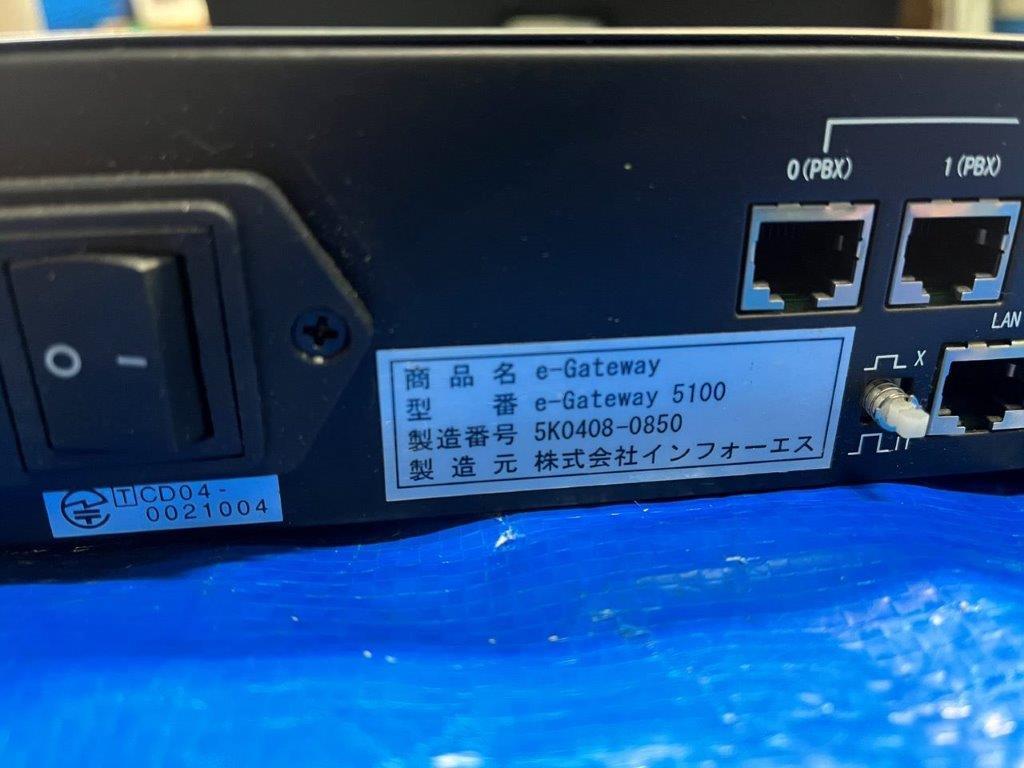 0(PBX)
1(PBX)
LAN
X
O
商品名 e-Gateway
型番 e-Gateway 5100
製造番号 5K0408-0850
製造元 株式会社インフォーエス
T CD04-
0021004